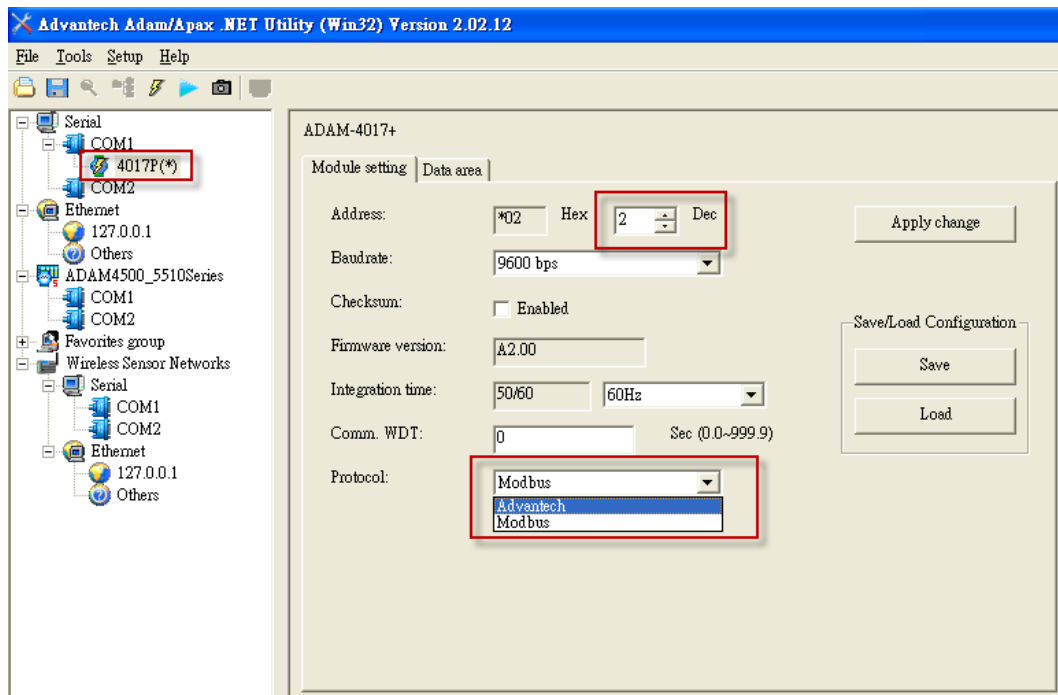 Advantech Adam/Apax .NET Utility (Win32) Version 2.02.12
File Tools Setup Help
Serial
COM1
4017P(*)
COM2
Ethernet
127.0.0.1
Others
ADAM4500_5510Series
COM1
COM2
Favorites group
Wireless Sensor Networks
Serial
COM1
COM2
Ethernet
127.0.0.1
Others
ADAM-4017+
Module setting Data area
Address: *02 Hex 2 Dec
Apply change
Baudrate: 9600 bps
Checksum: Enabled
Firmware version: A2.00
Integration time: 50/60 60Hz
Comm. WDT: 0 Sec (0.0~999.9)
Protocol: Modbus
Advantech
Modbus
Save/Load Configuration
Save
Load